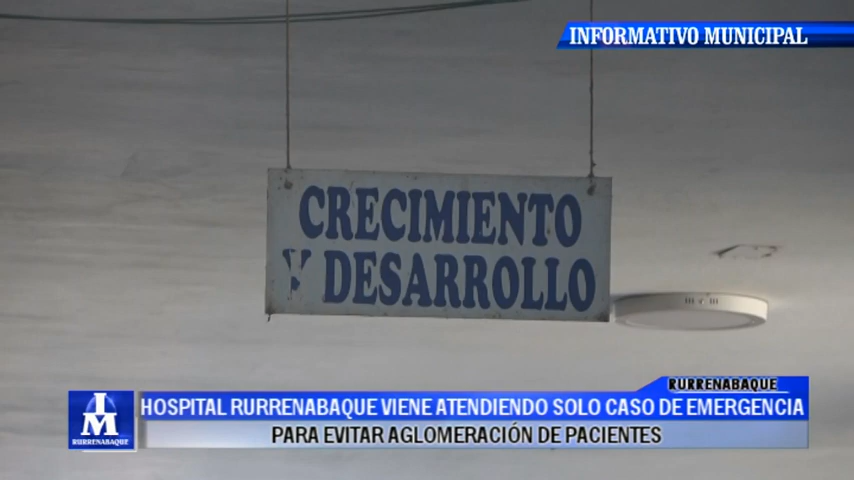 INFORMATIVO MUNICIPAL
CRECIMIENTO
Y DESARROLLO
RURRENABAQUE
HOSPITAL RURRENABAQUE VIENE ATENDIENDO SOLO CASO DE EMERGENCIA
PARA EVITAR AGLOMERACIÓN DE PACIENTES
IM
RURRENABAQUE